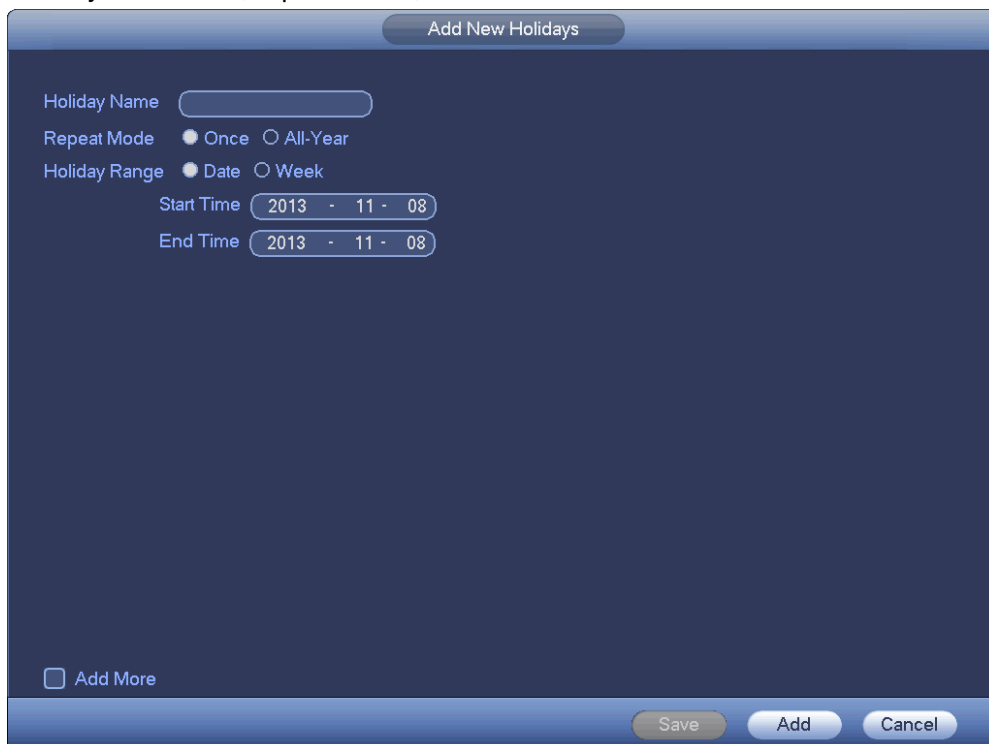 Add New Holidays
Holiday Name
Repeat Mode Once All-Year
Holiday Range Date Week
Start Time 2013 - 11 - 08
End Time 2013 - 11 - 08
Add More
Save Add Cancel